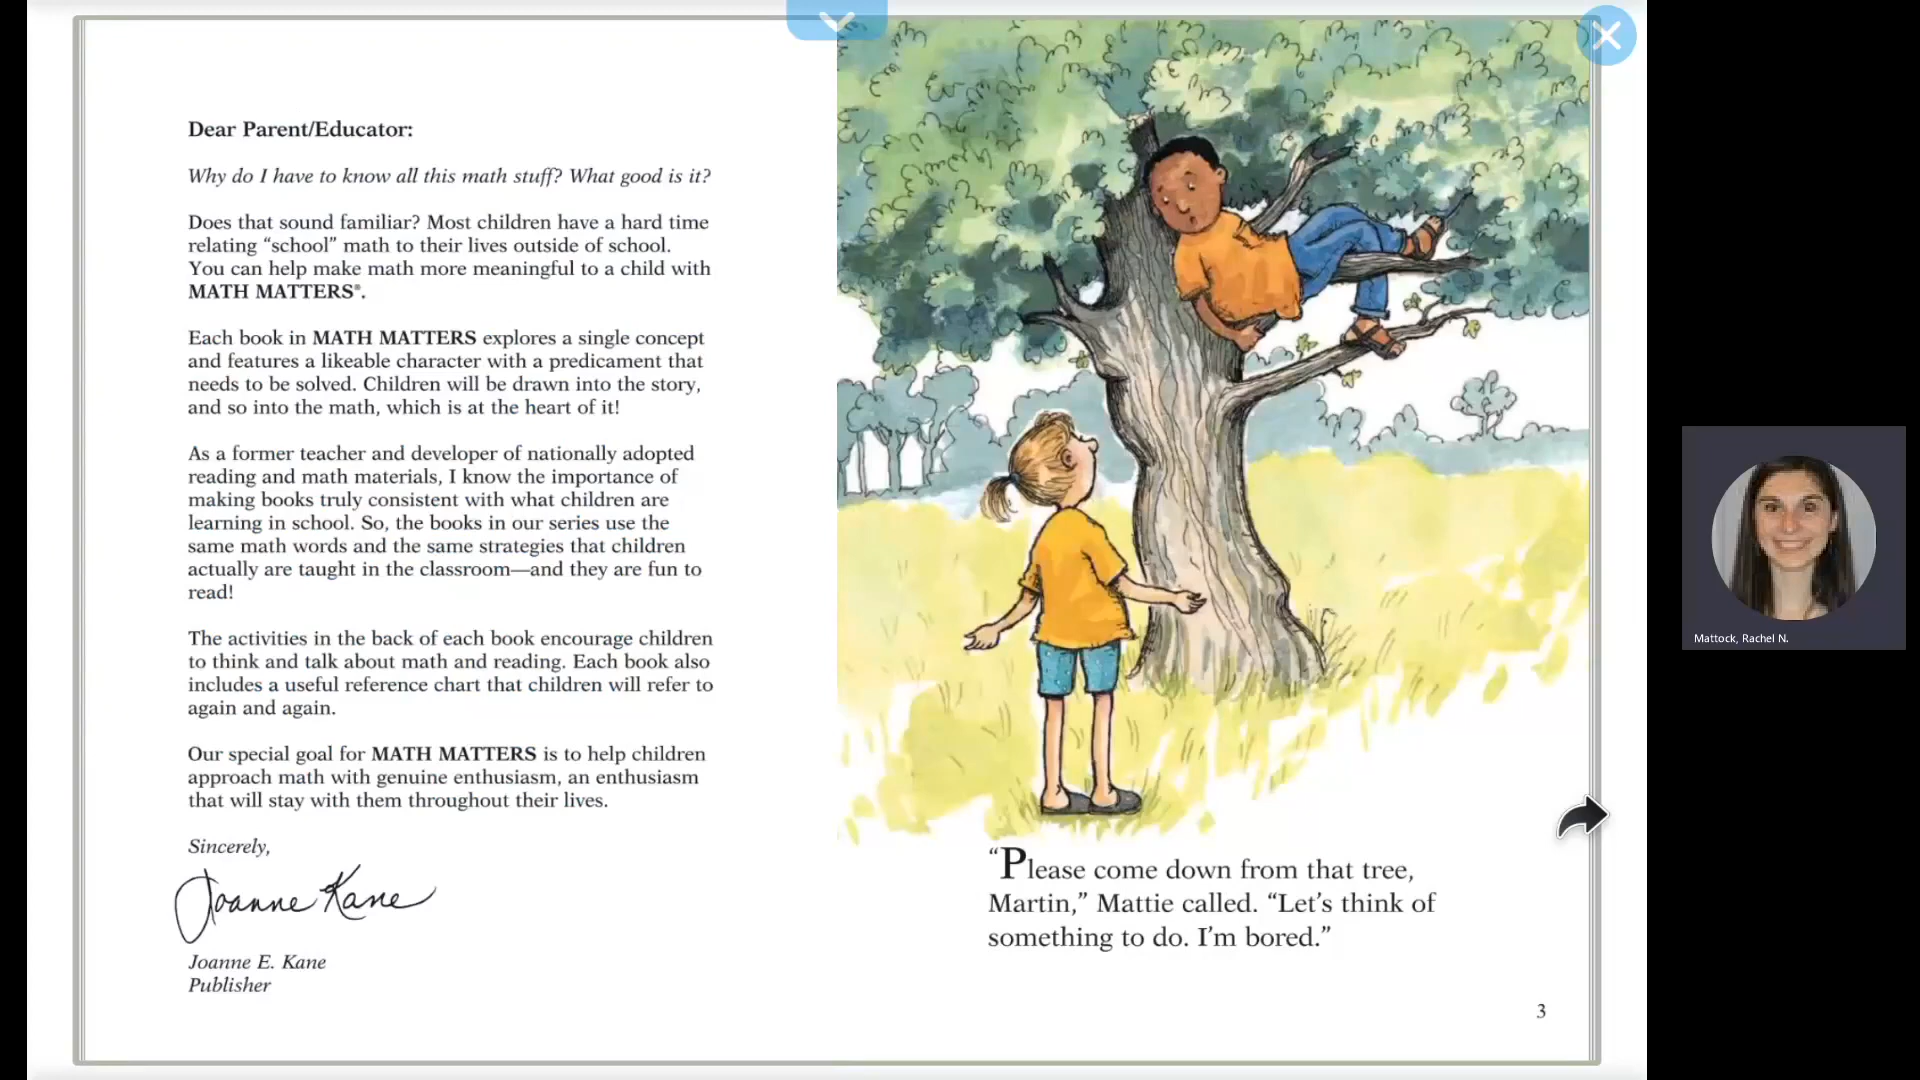 Dear Parent/Educator:
Why do I have to know all this math stuff? What good is it?
Does that sound familiar? Most children have a hard time
relating “school” math to their lives outside of school.
You can help make math more meaningful to a child with
MATH MATTERS®.
Each book in MATH MATTERS explores a single concept
and features a likeable character with a predicament that
needs to be solved. Children will be drawn into the story,
and so into the math, which is at the heart of it!
As a former teacher and developer of nationally adopted
reading and math materials, I know the importance of
making books truly consistent with what children are
learning in school. So, the books in our series use the
same math words and the same strategies that children
actually are taught in the classroom—and they are fun to
read!
The activities in the back of each book encourage children
to think and talk about math and reading. Each book also
includes a useful reference chart that children will refer to
again and again.
Our special goal for MATH MATTERS is to help children
approach math with genuine enthusiasm, an enthusiasm
that will stay with them throughout their lives.
Sincerely,
Joanne Kane
Joanne E. Kane
Publisher
“Please come down from that tree,
Martin,” Mattie called. “Let’s think of
something to do. I’m bored.”
3
Mattock, Rachel N.